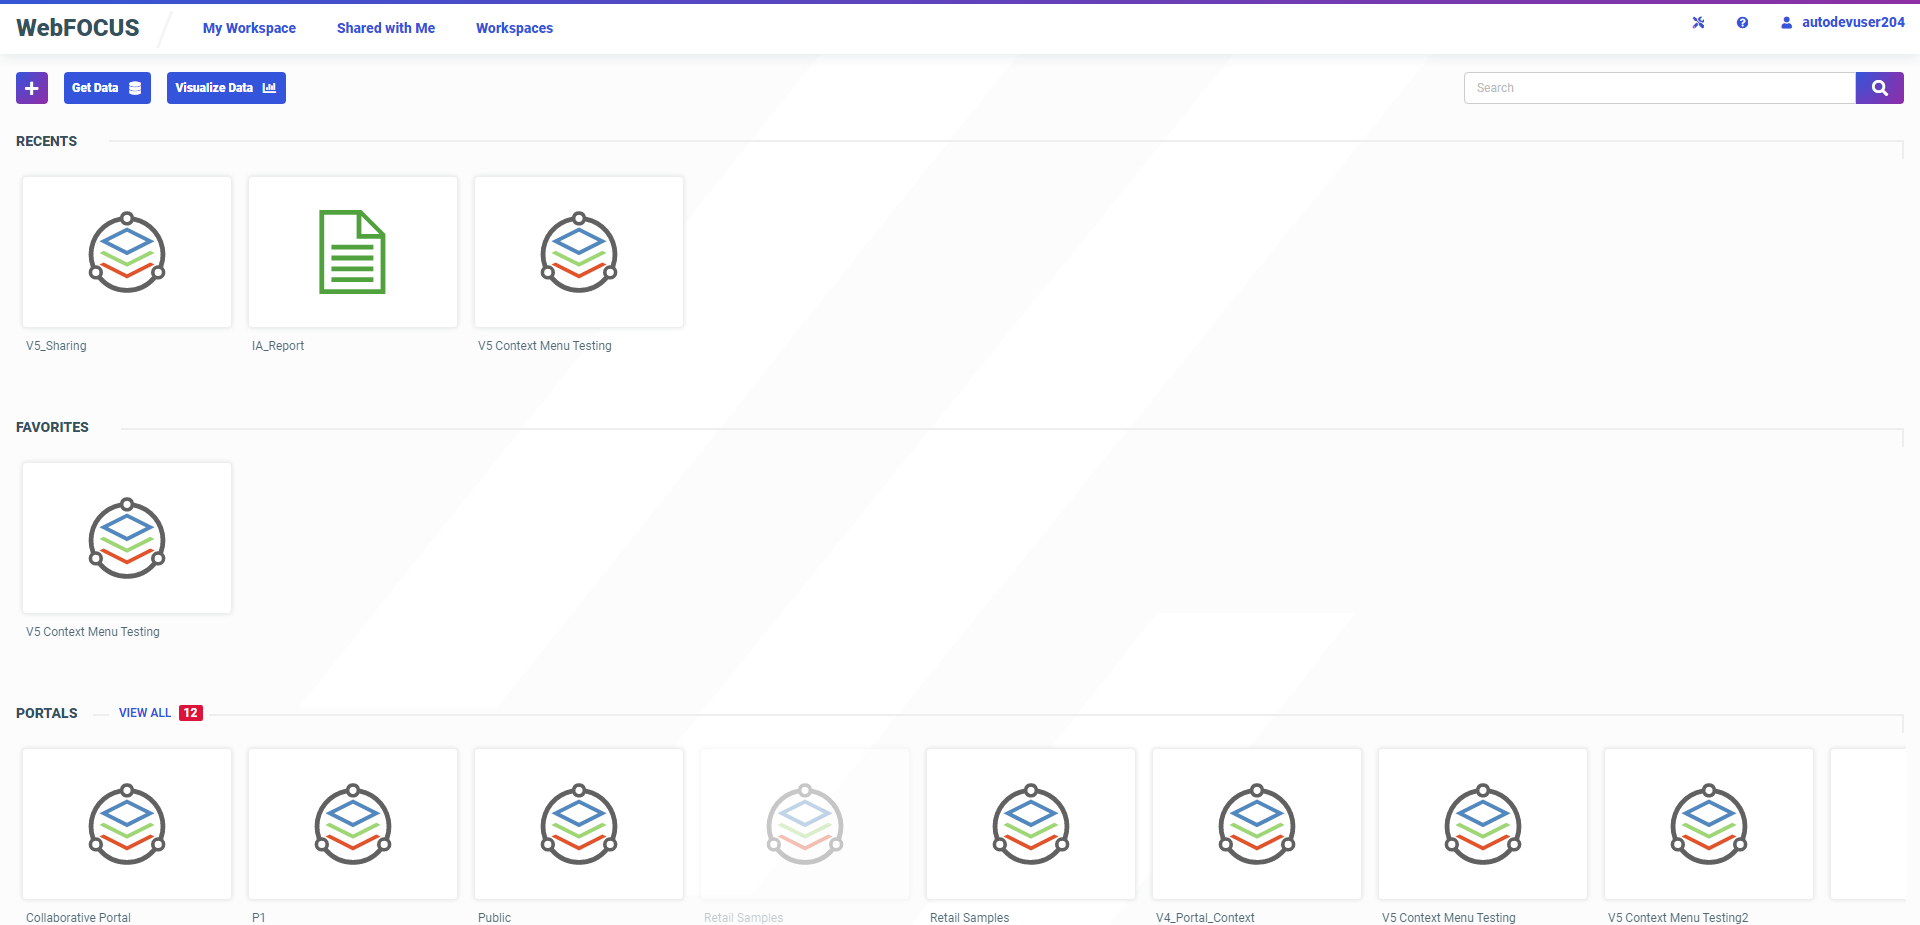 WebFOCUS
My Workspace
Shared with Me
Workspaces
autodevuser204
Get Data
Visualize Data
Search
RECENTS
V5_Sharing
IA_Report
V5 Context Menu Testing
FAVORITES
V5 Context Menu Testing
PORTALS
VIEW ALL 12
Collaborative Portal
P1
Public
Retail Samples
Retail Samples
V4_Portal_Context
V5 Context Menu Testing
V5 Context Menu Testing2